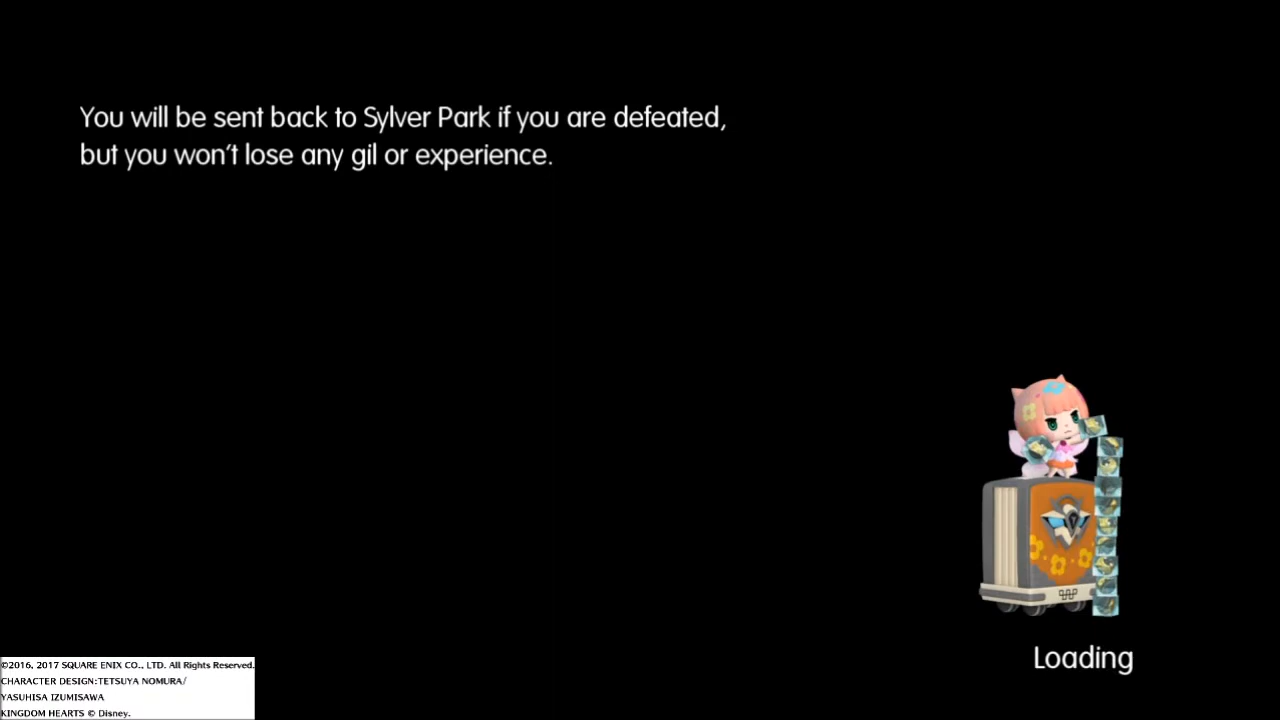 You will be sent back to Sylver Park if you are defeated,
but you won't lose any gil or experience.
Loading
©2016, 2017 SQUARE ENIX CO., LTD. All Rights Reserved.
CHARACTER DESIGN:TETSUYA NOMURA/
YASUHISA IZUMISAWA
KINGDOM HEARTS © Disney.